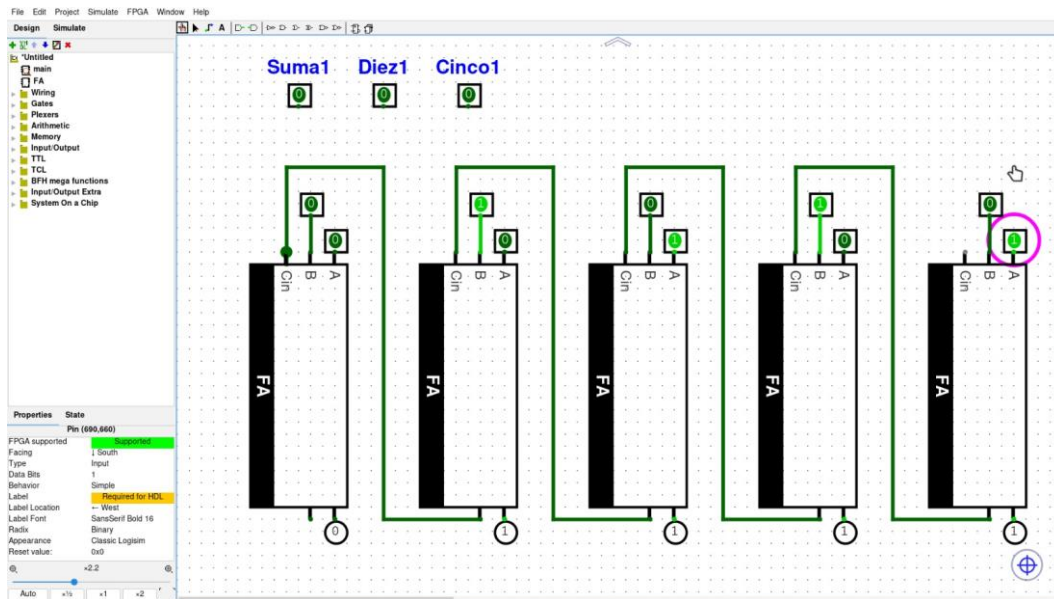 File Edit Project Simulate FPGA Window Help
Design Simulate
A
*Untitled
main
FA
Wiring
Gates
Plexers
Arithmetic
Memory
Input/Output
TTL
TCL
BFH mega functions
Input/Output Extra
System On a Chip
Suma1 Diez1 Cinco1
0 0 0
0 1 0 1 0
0 0 1 0 1
Cin B A Cin B A Cin B A Cin B A Cin B A
FA FA FA FA FA
0 1 1 1 1
Properties State
Pin (690,660)
FPGA supported Supported
Facing ↓ South
Type Input
Data Bits 1
Behavior Simple
Label Required for HDL
Label Location ← West
Label Font SansSerif Bold 16
Radix Binary
Appearance Classic Logisim
Reset value: 0x0
×2.2
Auto ×½ ×1 ×2